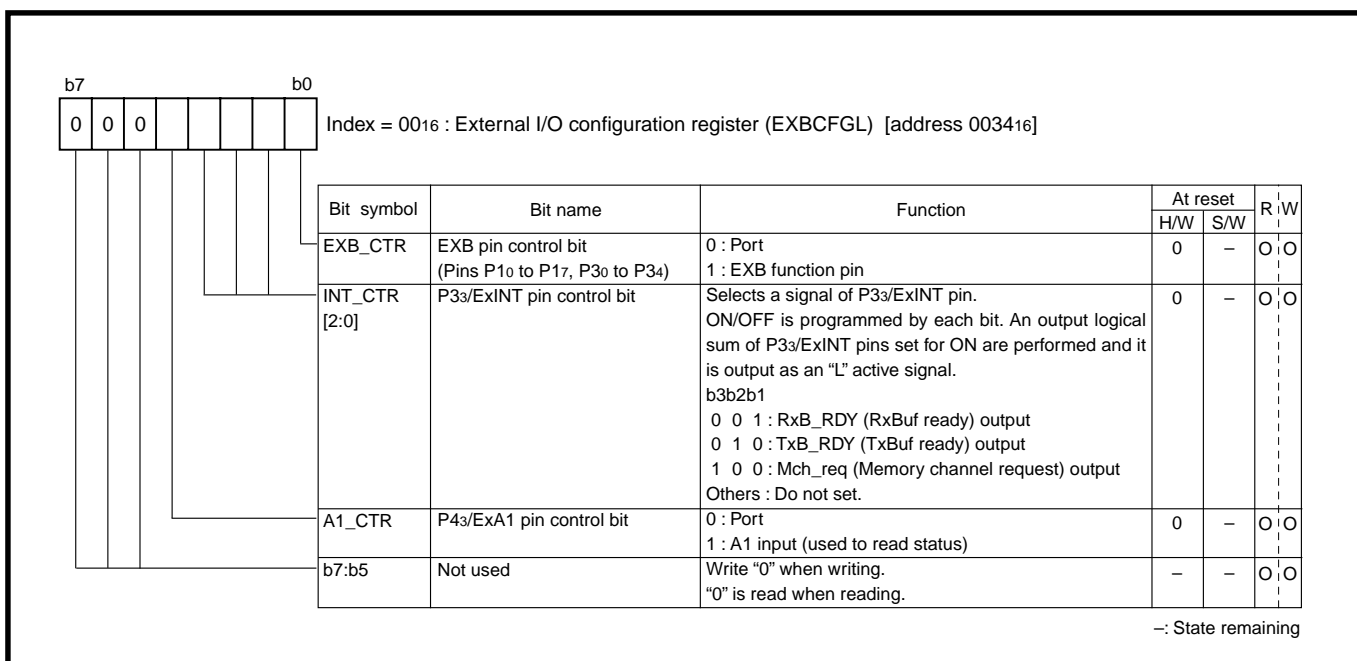 b7 b0
0 0 0 Index = 0016 : External I/O configuration register (EXBCFGL) [address 003416]
Bit symbol Bit name Function At reset R W
H/W S/W
EXB_CTR EXB pin control bit 0 : Port 0 – O O
(Pins P10 to P17, P30 to P34) 1 : EXB function pin
INT_CTR P33/ExINT pin control bit Selects a signal of P33/ExINT pin. 0 – O O
[2:0] ON/OFF is programmed by each bit. An output logical
sum of P33/ExINT pins set for ON are performed and it
is output as an “L” active signal.
b3b2b1
0 0 1 : RxB_RDY (RxBuf ready) output
0 1 0 : TxB_RDY (TxBuf ready) output
1 0 0 : Mch_req (Memory channel request) output
Others : Do not set.
A1_CTR P43/ExA1 pin control bit 0 : Port 0 – O O
1 : A1 input (used to read status)
b7:b5 Not used Write “0” when writing. – – O O
“0” is read when reading.
–: State remaining